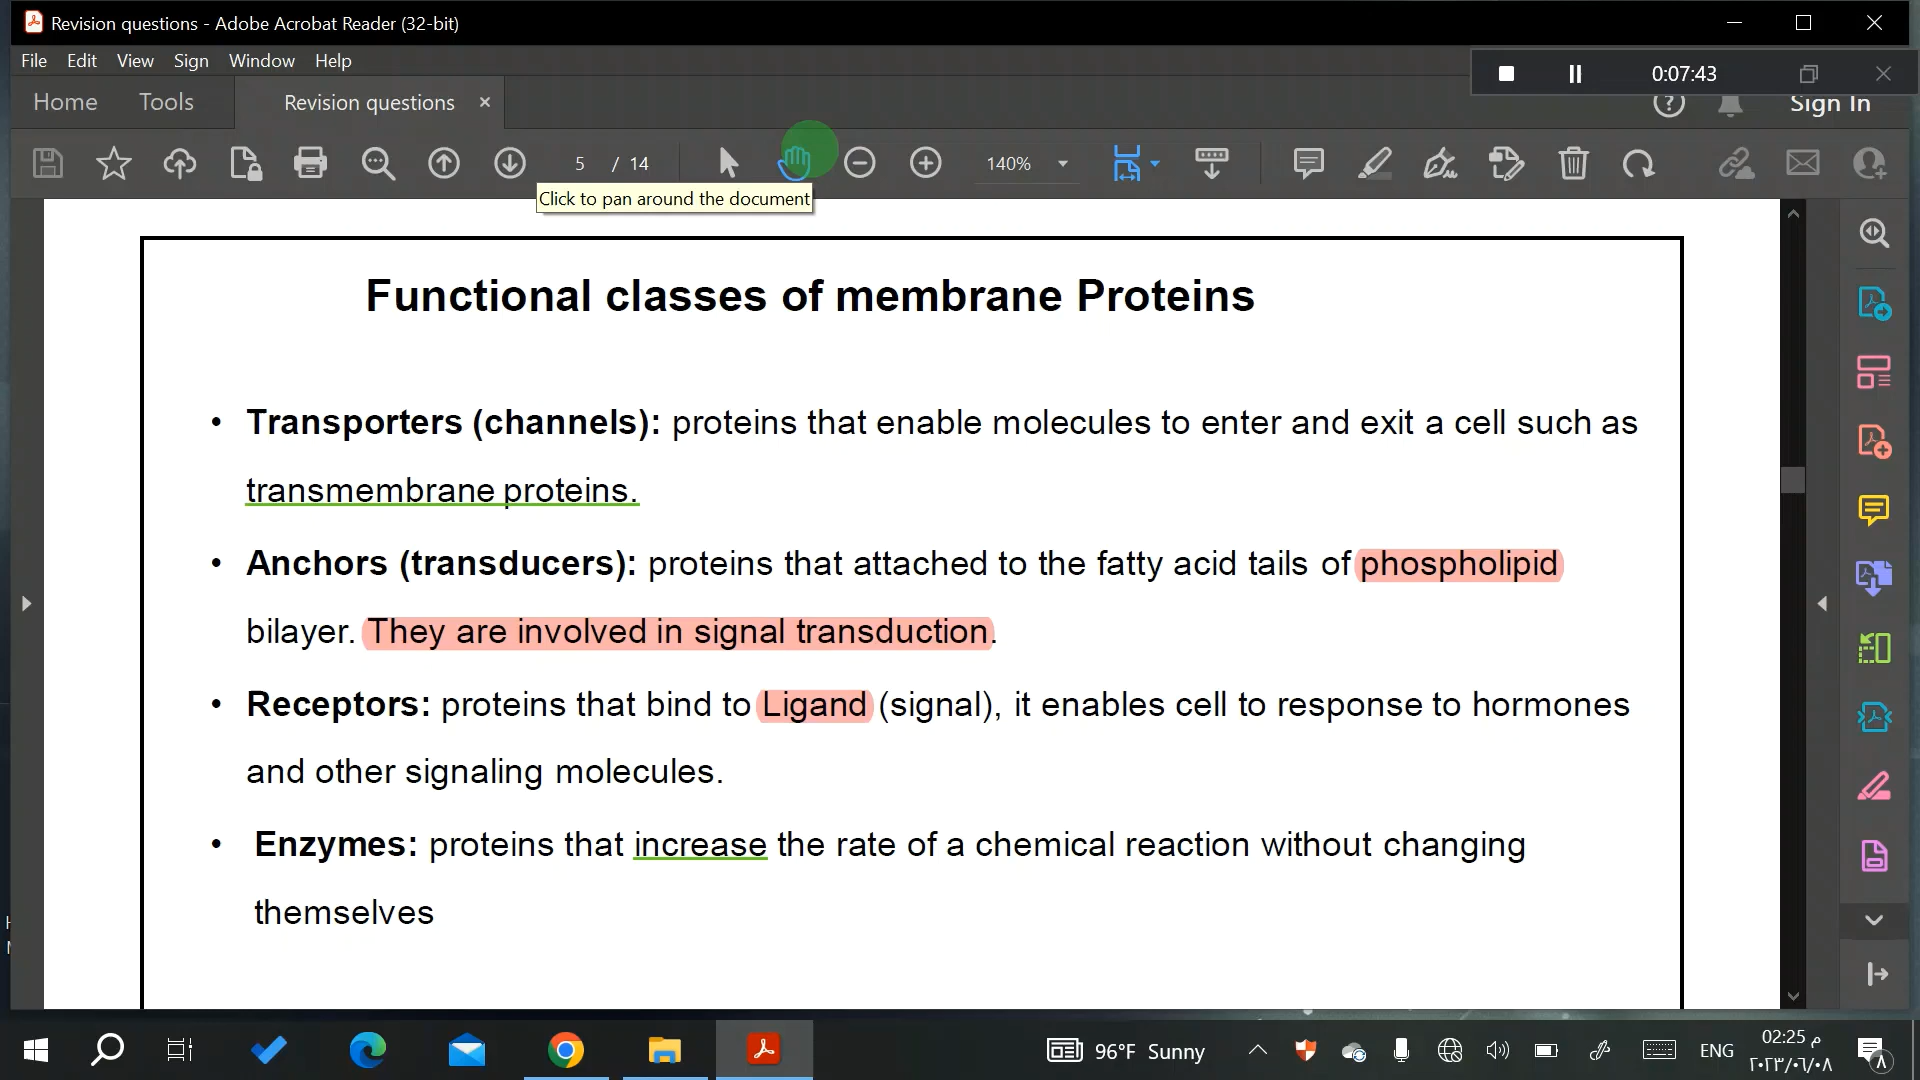 Revision questions - Adobe Acrobat Reader (32-bit)
File Edit View Sign Window Help
0:07:43
Home Tools Revision questions
Sign In
5 / 14
140%
Click to pan around the document
Functional classes of membrane Proteins
• Transporters (channels): proteins that enable molecules to enter and exit a cell such as
transmembrane proteins.
• Anchors (transducers): proteins that attached to the fatty acid tails of phospholipid
bilayer. They are involved in signal transduction.
• Receptors: proteins that bind to Ligand (signal), it enables cell to response to hormones
and other signaling molecules.
• Enzymes: proteins that increase the rate of a chemical reaction without changing
themselves
96°F Sunny
ENG
02:25 م
٢٠٢٣/٠٦/٠٨
٨